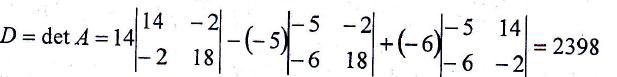 D = det A = 14 | 14 -2 ; -2 18 | - (-5) | -5 -2 ; -6 18 | + (-6) | -5 14 ; -6 -2 | = 2398